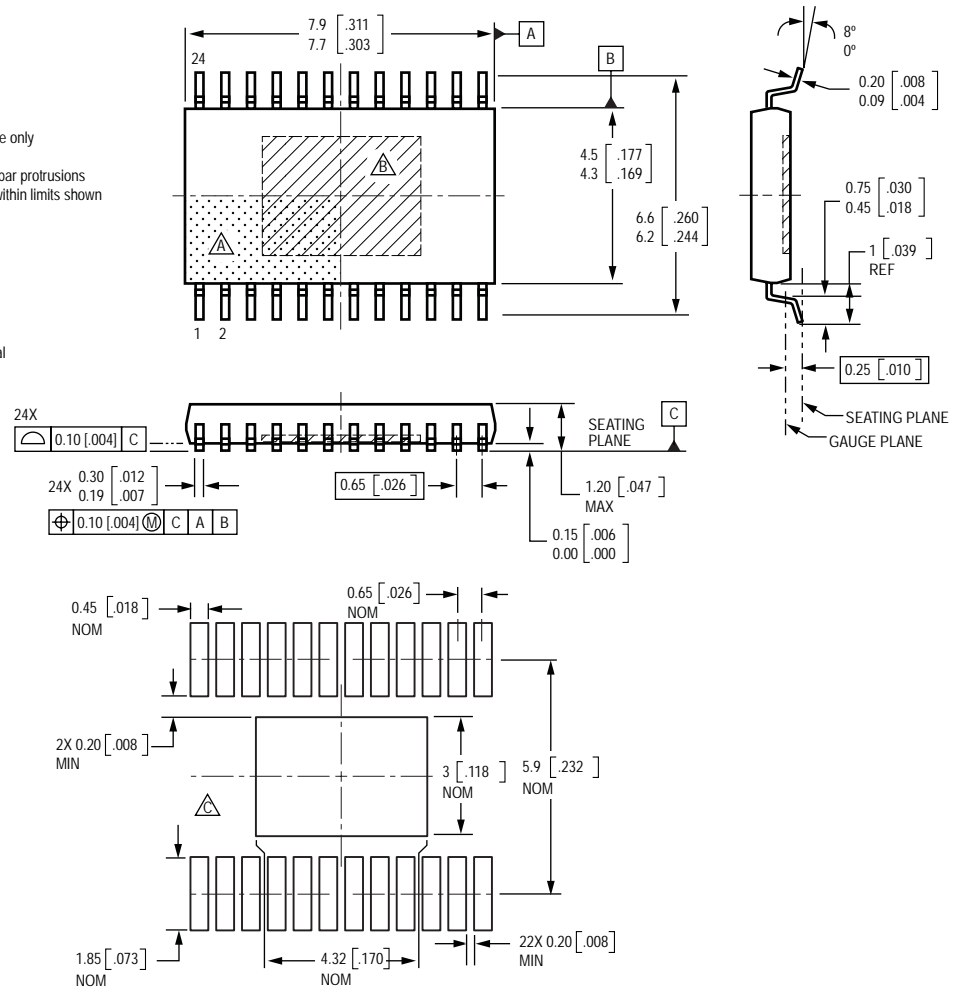 7.9 [.311]
7.7 [.303]
A
24
B
8º
0º
0.20 [.008]
0.09 [.004]
e only
bar protrusions
within limits shown
B
4.5 [.177]
4.3 [.169]
6.6 [.260]
6.2 [.244]
0.75 [.030]
0.45 [.018]
1 [.039]
REF
A
1 2
al
0.25 [.010]
SEATING PLANE
GAUGE PLANE
24X
0.10 [.004] C
SEATING
PLANE
C
24X 0.30 [.012]
0.19 [.007]
0.10 [.004] M C A B
0.65 [.026]
1.20 [.047]
MAX
0.15 [.006]
0.00 [.000]
0.45 [.018]
NOM
0.65 [.026]
NOM
2X 0.20 [.008]
MIN
3 [.118]
NOM
5.9 [.232]
NOM
C
1.85 [.073]
NOM
4.32 [.170]
NOM
22X 0.20 [.008]
MIN